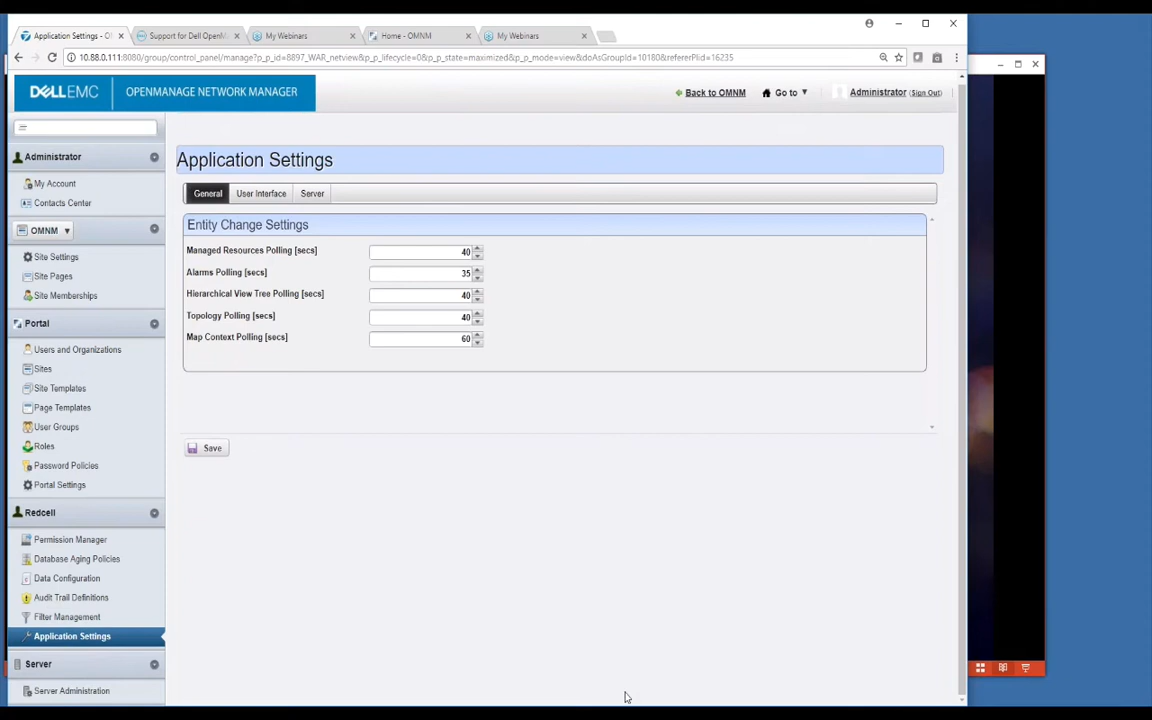 Application Settings - O
Support for Dell OpenMa
My Webinars
Home - OMNM
My Webinars
10.88.0.111:8080/group/control_panel/manage?p_p_id=8897_WAR_netview&p_p_lifecycle=0&p_p_state=maximized&p_p_mode=view&doAsGroupId=10180&refererPlid=16235
DELLEMC
OPENMANAGE NETWORK MANAGER
Back to OMNM
Go to
Administrator (Sign Out)
Administrator
My Account
Contacts Center
OMNM
Site Settings
Site Pages
Site Memberships
Portal
Users and Organizations
Sites
Site Templates
Page Templates
User Groups
Roles
Password Policies
Portal Settings
Redcell
Permission Manager
Database Aging Policies
Data Configuration
Audit Trail Definitions
Filter Management
Application Settings
Server
Server Administration
Application Settings
General
User Interface
Server
Entity Change Settings
Managed Resources Polling [secs] 40
Alarms Polling [secs] 35
Hierarchical View Tree Polling [secs] 40
Topology Polling [secs] 40
Map Context Polling [secs] 60
Save